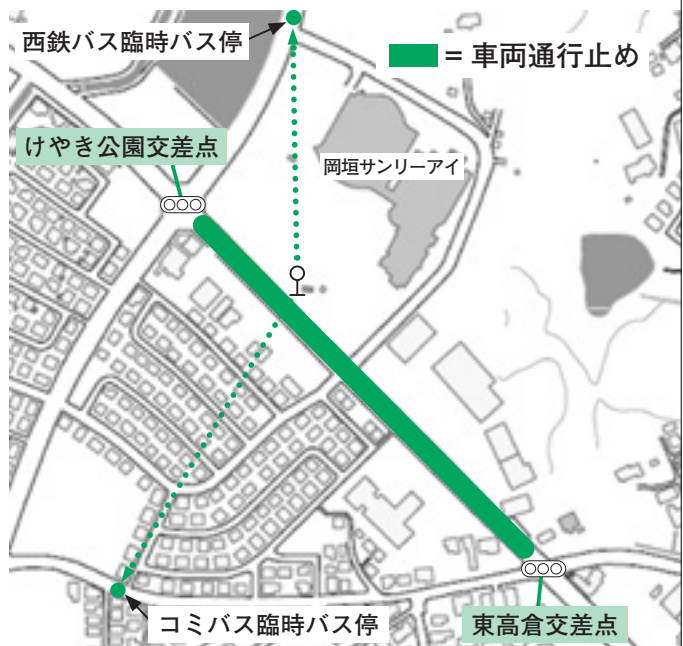 西鉄バス臨時バス停
= 車両通行止め
けやき公園交差点
岡垣サンリーアイ
コミバス臨時バス停
東高倉交差点